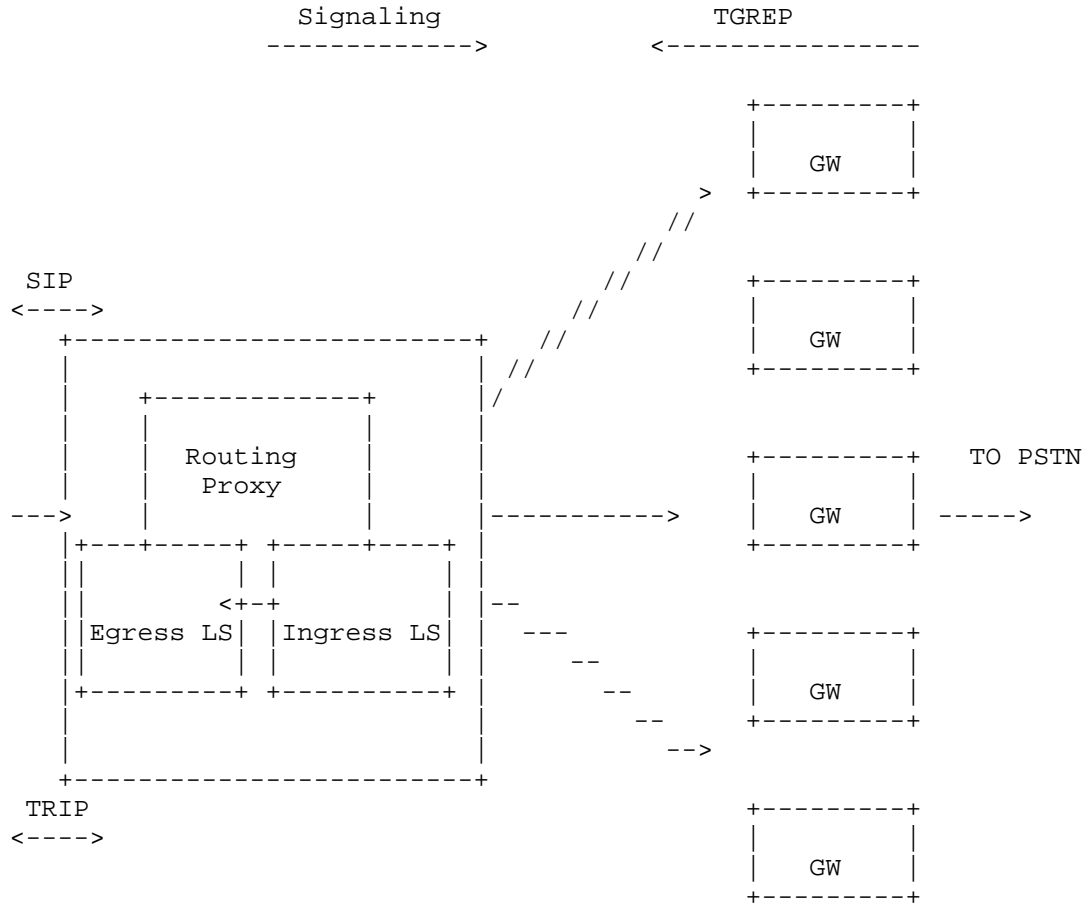 Signaling TGREP
GW
SIP
GW
Routing
Proxy
GW TO PSTN
Egress LS Ingress LS
GW
TRIP
GW